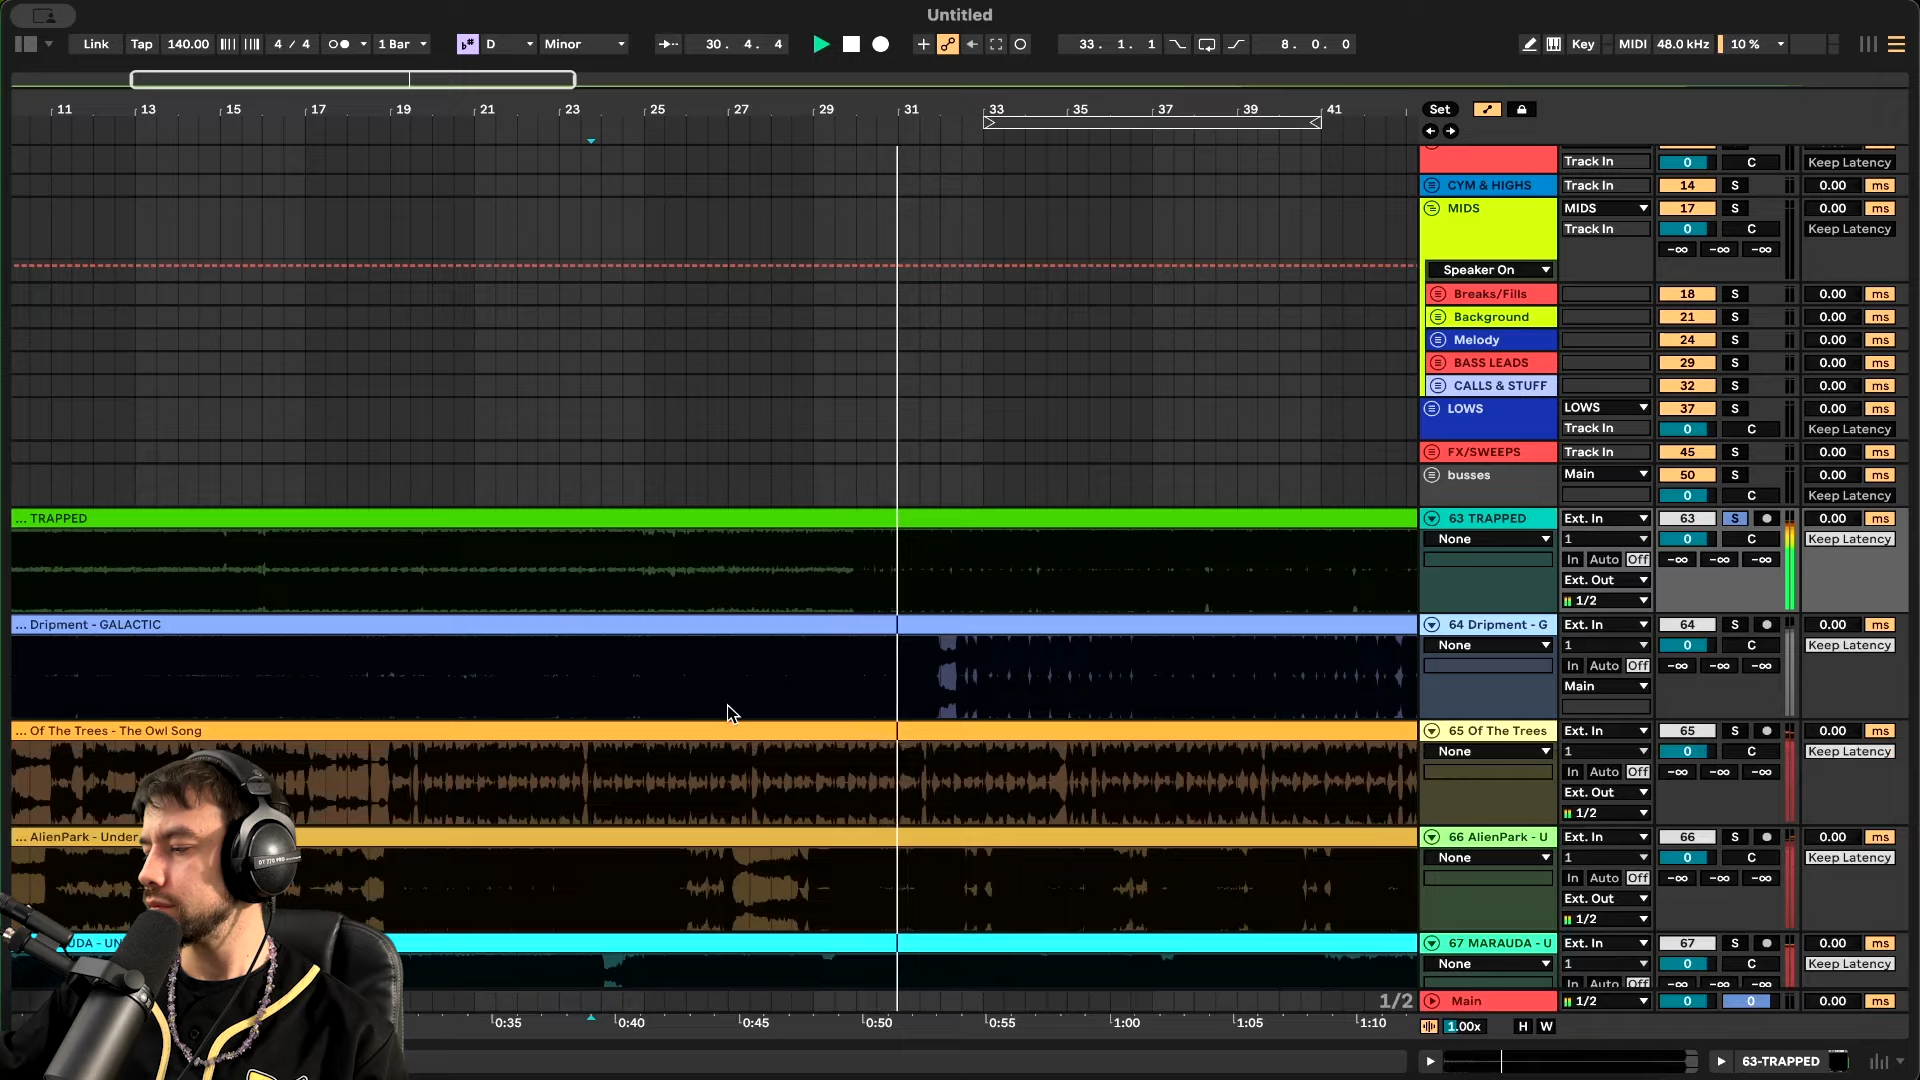 Untitled
Link Tap 140.00 4 / 4 1 Bar D Minor 30. 4. 4 33. 1. 1 8. 0. 0 Key MIDI 48.0 kHz 10 %
11 13 15 17 19 21 23 25 27 29 31 33 35 37 39 41 Set
Track In 0 C Keep Latency
CYM & HIGHS Track In 14 S 0.00 ms
MIDS MIDS 17 S 0.00 ms
Track In 0 C Keep Latency
-∞ -∞ -∞
Speaker On
Breaks/Fills 18 S 0.00 ms
Background 21 S 0.00 ms
Melody 24 S 0.00 ms
BASS LEADS 29 S 0.00 ms
CALLS & STUFF 32 S 0.00 ms
LOWS LOWS 37 S 0.00 ms
Track In 0 C Keep Latency
FX/SWEEPS Track In 45 S 0.00 ms
busses Main 50 S 0.00 ms
0 C Keep Latency
... TRAPPED 63 TRAPPED Ext. In 63 S 0.00 ms
None 1 0 C Keep Latency
In Auto Off -∞ -∞ -∞
Ext. Out
1/2
... Dripment - GALACTIC 64 Dripment - G Ext. In 64 S 0.00 ms
None 1 0 C Keep Latency
In Auto Off -∞ -∞ -∞
Main
... Of The Trees - The Owl Song 65 Of The Trees Ext. In 65 S 0.00 ms
None 1 0 C Keep Latency
In Auto Off -∞ -∞ -∞
Ext. Out
1/2
... AlienPark - Under 66 AlienPark - U Ext. In 66 S 0.00 ms
None 1 0 C Keep Latency
In Auto Off -∞ -∞ -∞
Ext. Out
1/2
UDA - UN 67 MARAUDA - U Ext. In 67 S 0.00 ms
None 1 0 C Keep Latency
In Auto Off -∞ -∞ -∞
1/2 Main 1/2 0 0 0.00 ms
0:35 0:40 0:45 0:50 0:55 1:00 1:05 1:10 1.00x H W
63-TRAPPED
DT 770 PRO